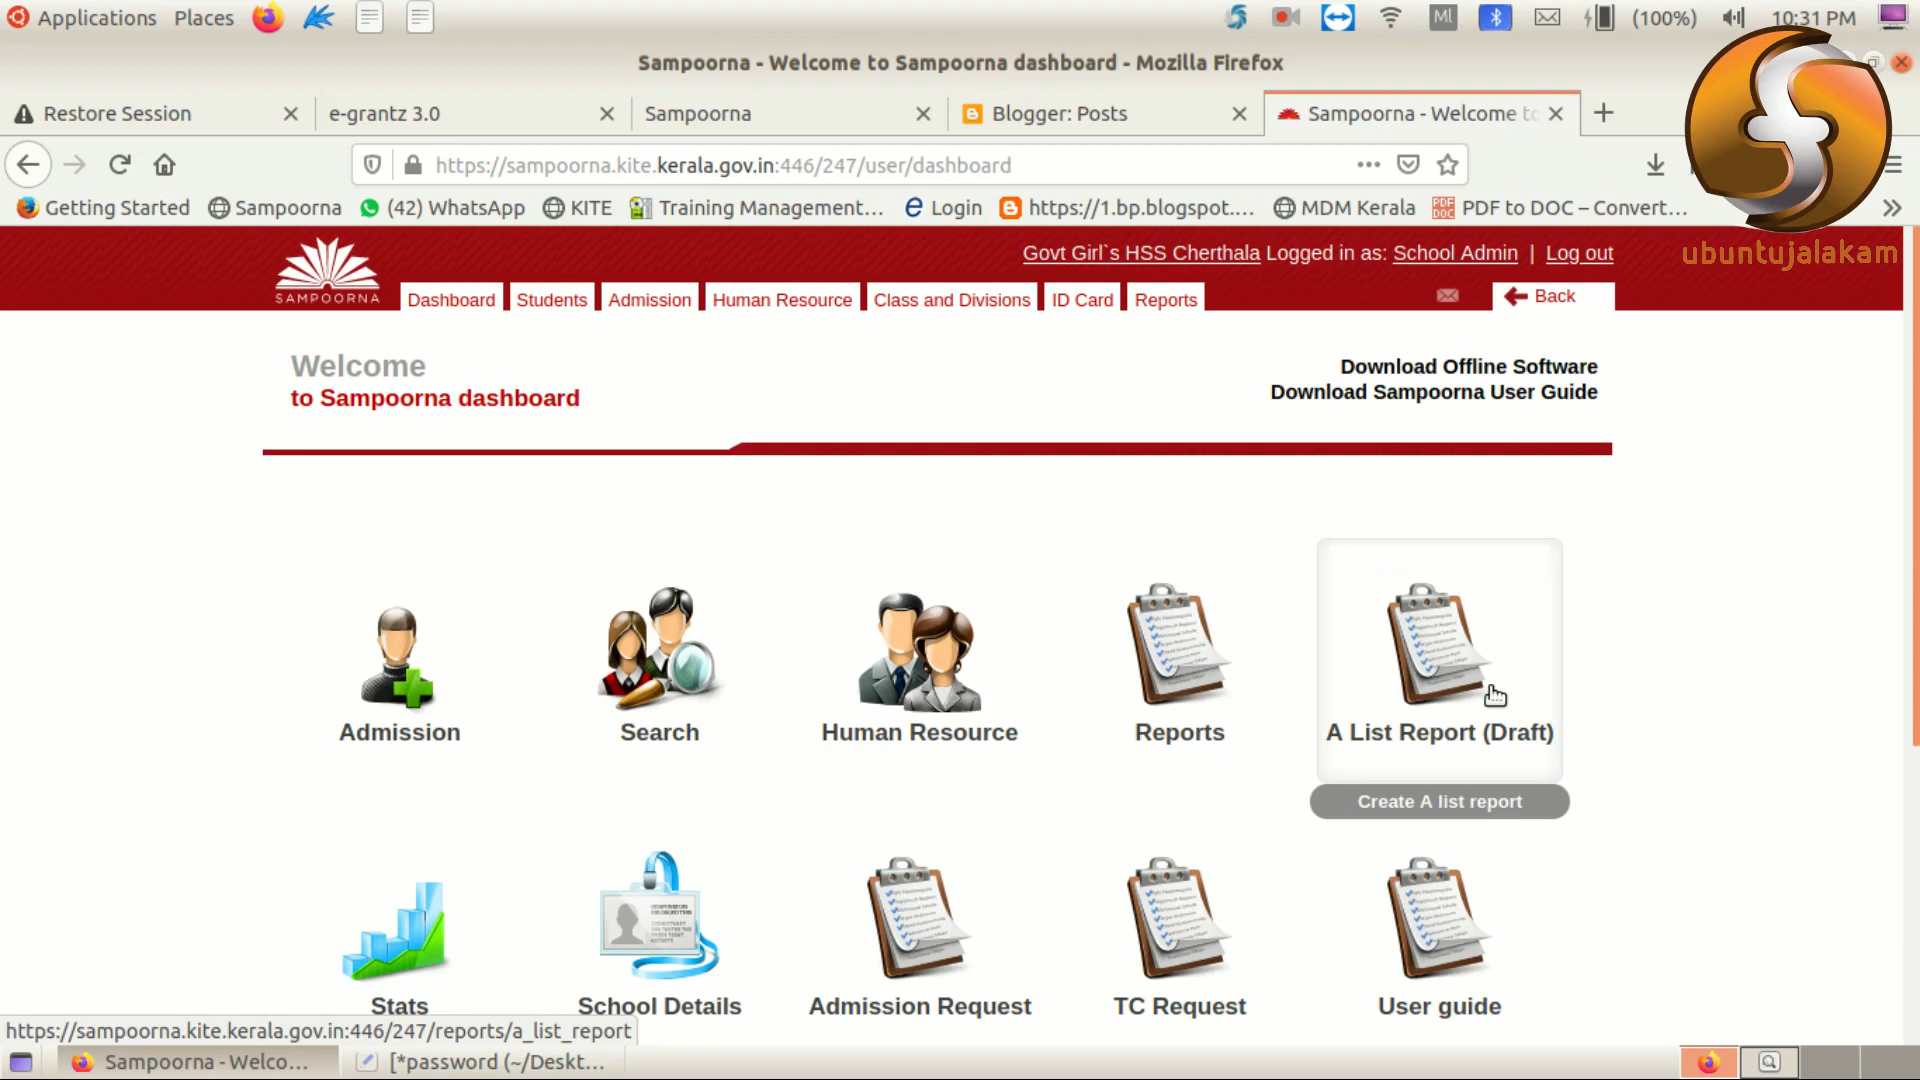 Applications Places Ml (100%) 10:31 PM
Sampoorna - Welcome to Sampoorna dashboard - Mozilla Firefox
Restore Session e-grantz 3.0 Sampoorna Blogger: Posts Sampoorna - Welcome to
https://sampoorna.kite.kerala.gov.in:446/247/user/dashboard
Getting Started Sampoorna (42) WhatsApp KITE Training Management... Login https://1.bp.blogspot.... MDM Kerala PDF to DOC – Convert...
ubuntujalakam
Govt Girl`s HSS Cherthala Logged in as: School Admin | Log out
SAMPOORNA
Dashboard Students Admission Human Resource Class and Divisions ID Card Reports Back
Welcome
to Sampoorna dashboard
Download Offline Software
Download Sampoorna User Guide
Admission Search Human Resource Reports A List Report (Draft)
Create A list report
Stats School Details Admission Request TC Request User guide
https://sampoorna.kite.kerala.gov.in:446/247/reports/a_list_report
Sampoorna - Welco... [*password (~/Deskt...